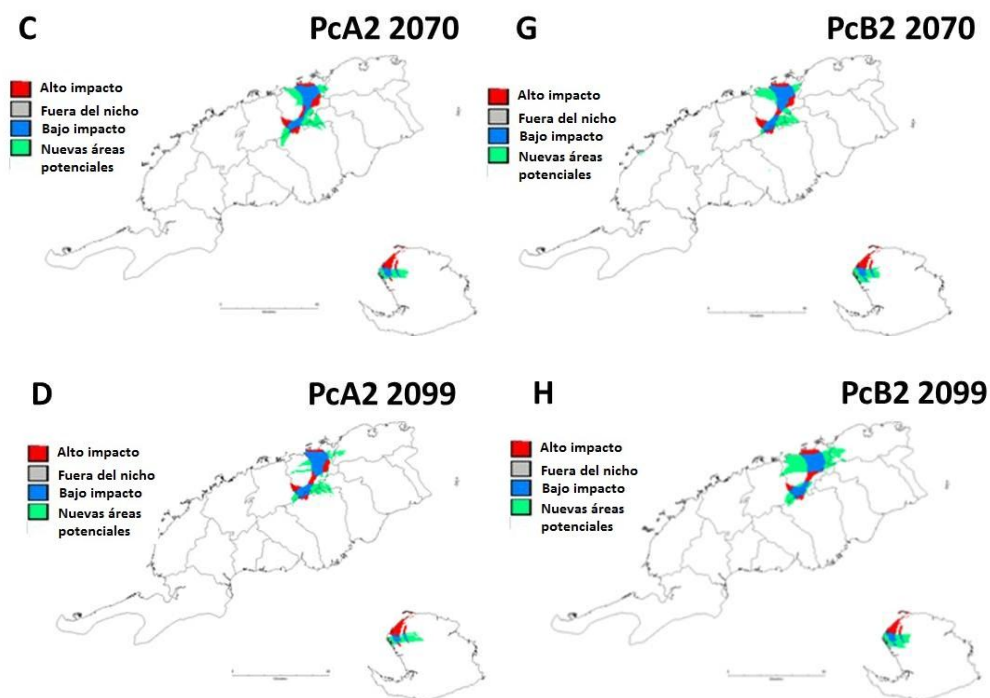 C PcA2 2070
Alto impacto
Fuera del nicho
Bajo impacto
Nuevas áreas
potenciales
G PcB2 2070
Alto impacto
Fuera del nicho
Bajo impacto
Nuevas áreas
potenciales
D PcA2 2099
Alto impacto
Fuera del nicho
Bajo impacto
Nuevas áreas
potenciales
H PcB2 2099
Alto impacto
Fuera del nicho
Bajo impacto
Nuevas áreas
potenciales